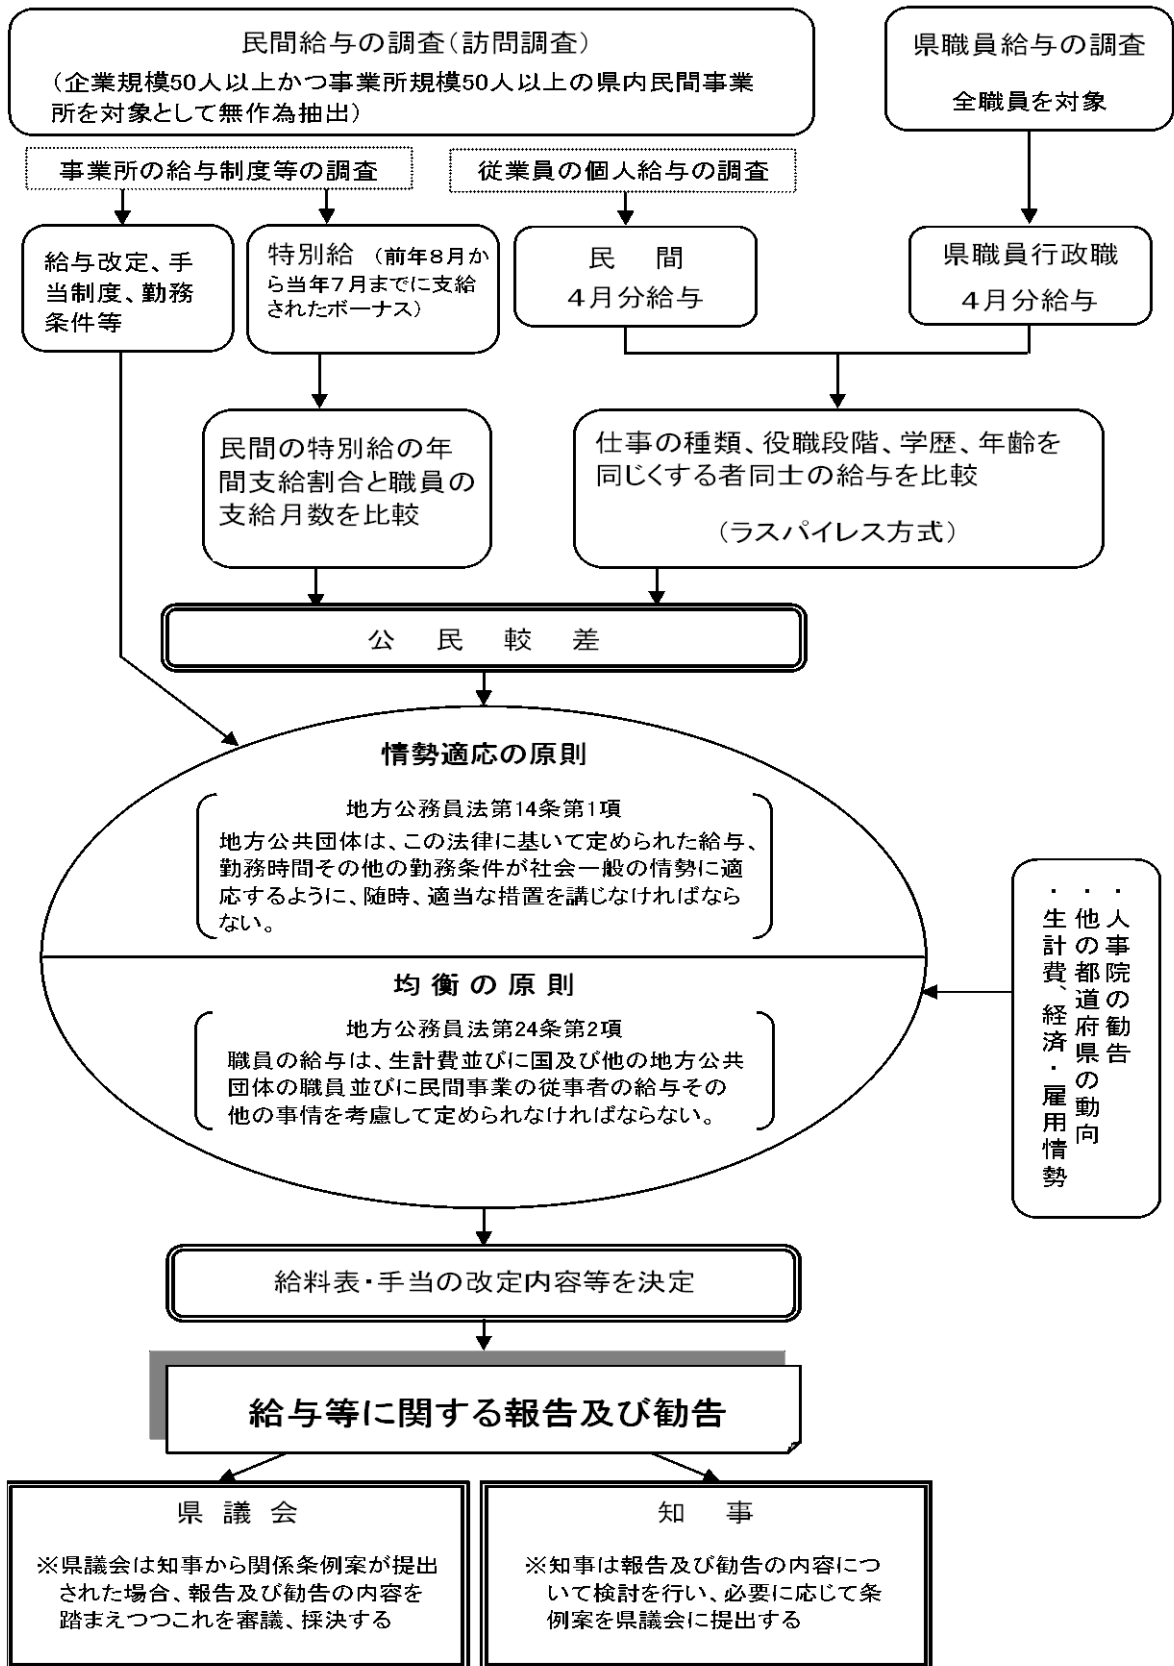 民間給与の調査(訪問調査)
(企業規模50人以上かつ事業所規模50人以上の県内民間事業
所を対象として無作為抽出)
県職員給与の調査
全職員を対象
事業所の給与制度等の調査
従業員の個人給与の調査
給与改定、手
当制度、勤務
条件等
特別給 (前年8月か
ら当年7月までに支給
されたボーナス)
民 間
4月分給与
県職員行政職
4月分給与
民間の特別給の年
間支給割合と職員の
支給月数を比較
仕事の種類、役職段階、学歴、年齢を
同じくする者同士の給与を比較
(ラスパイレス方式)
公 民 較 差
情勢適応の原則
地方公務員法第14条第1項
地方公共団体は、この法律に基いて定められた給与、
勤務時間その他の勤務条件が社会一般の情勢に適
応するように、随時、適当な措置を講じなければなら
ない。
均 衡 の 原 則
地方公務員法第24条第2項
職員の給与は、生計費並びに国及び他の地方公共
団体の職員並びに民間事業の従事者の給与その
他の事情を考慮して定められなければならない。
・人事院の勧告
・他の都道府県の動向
・生計費、経済・雇用情勢
給料表・手当の改定内容等を決定
給与等に関する報告及び勧告
県 議 会
※県議会は知事から関係条例案が提出
された場合、報告及び勧告の内容を
踏まえつつこれを審議、採決する
知 事
※知事は報告及び勧告の内容につ
いて検討を行い、必要に応じて条
例案を県議会に提出する